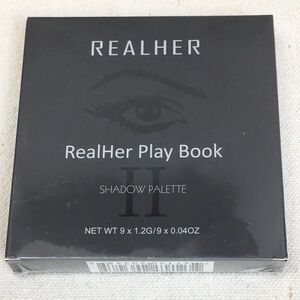 REALHER
RealHer Play Book
II
SHADOW PALETTE
NET WT 9 x 1.2G/9 x 0.04OZ